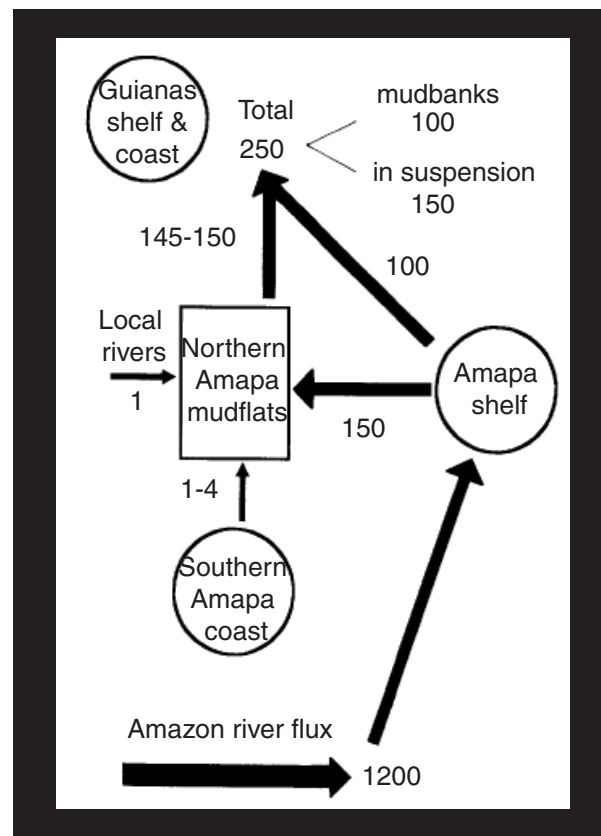 Guianas
shelf &
coast
Total
250
mudbanks
100
in suspension
150
145-150
100
Local
rivers
1
Northern
Amapa
mudflats
150
Amapa
shelf
1-4
Southern
Amapa
coast
Amazon river flux
1200